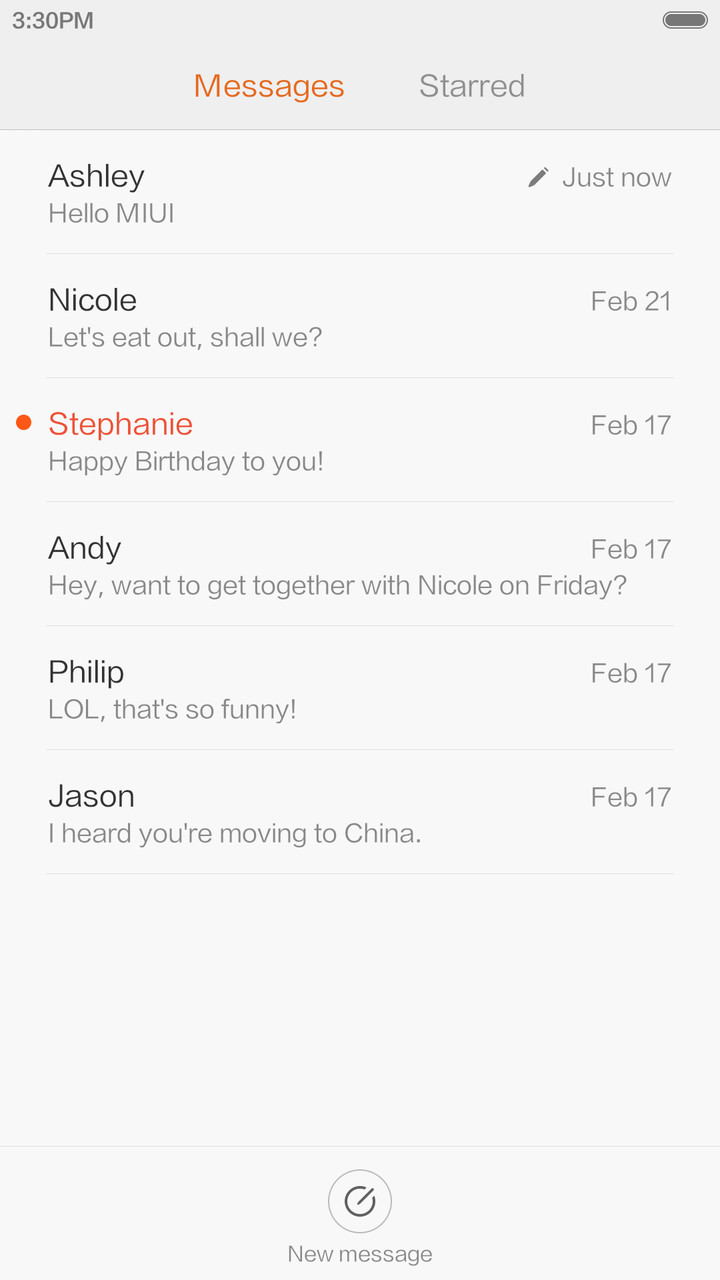 3:30PM
Messages Starred
Ashley Just now
Hello MIUI
Nicole Feb 21
Let's eat out, shall we?
Stephanie Feb 17
Happy Birthday to you!
Andy Feb 17
Hey, want to get together with Nicole on Friday?
Philip Feb 17
LOL, that's so funny!
Jason Feb 17
I heard you're moving to China.
New message